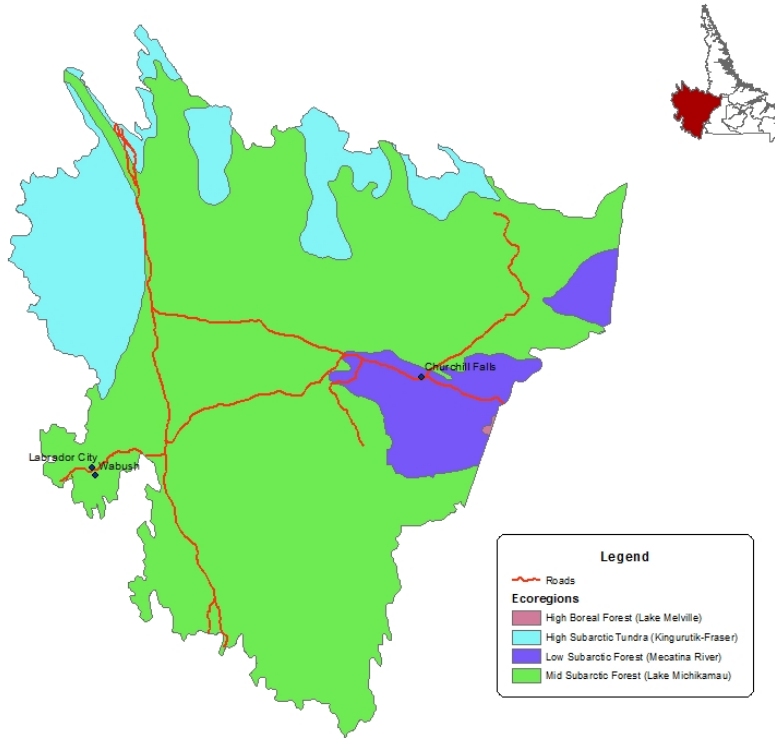 Churchill Falls
Labrador City
Wabush
Legend
Roads
Ecoregions
High Boreal Forest (Lake Melville)
High Subarctic Tundra (Kingurutik-Fraser)
Low Subarctic Forest (Mecatina River)
Mid Subarctic Forest (Lake Michikamau)